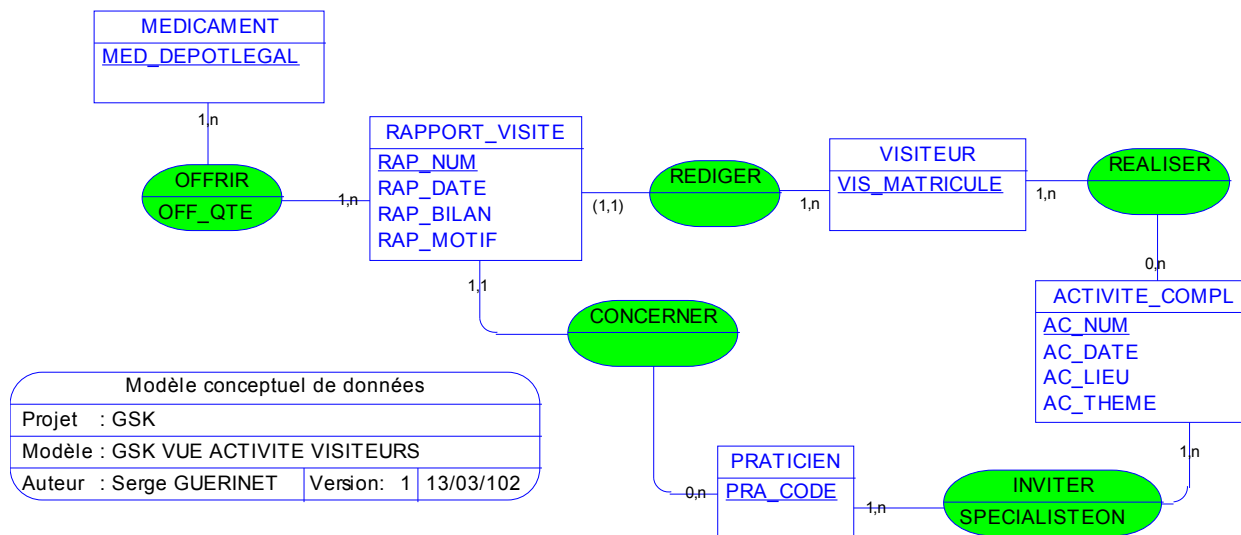 MEDICAMENT
MED_DEPOTLEGAL
1,n
OFFRIR
OFF_QTE
1,n
RAPPORT_VISITE
RAP_NUM
RAP_DATE
RAP_BILAN
RAP_MOTIF
(1,1)
REDIGER
1,n
VISITEUR
VIS_MATRICULE
1,n
REALISER
0,n
1,1
CONCERNER
ACTIVITE_COMPL
AC_NUM
AC_DATE
AC_LIEU
AC_THEME
1,n
Modèle conceptuel de données
Projet : GSK
Modèle : GSK VUE ACTIVITE VISITEURS
Auteur : Serge GUERINET Version: 1 13/03/102
0,n
PRATICIEN
PRA_CODE
1,n
INVITER
SPECIALISTEON